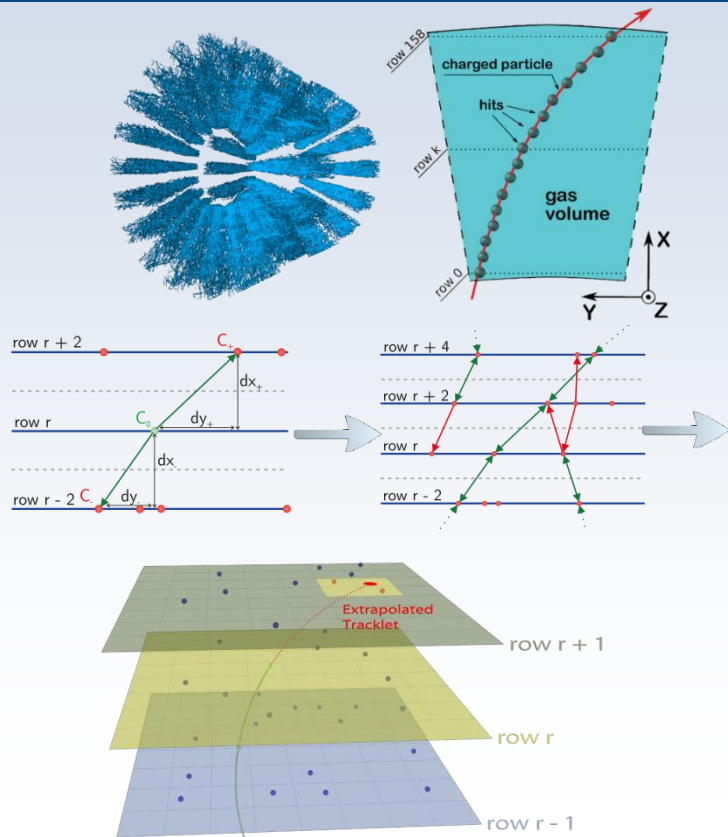 row 158
charged particle
hits
row k
gas
volume
row 0
X
Y
Z
row r + 2
C+
dx+
row r
C0
dy+
dx-
row r - 2
C-
dy-
row r + 4
row r + 2
row r
row r - 2
Extrapolated
Tracklet
row r + 1
row r
row r - 1